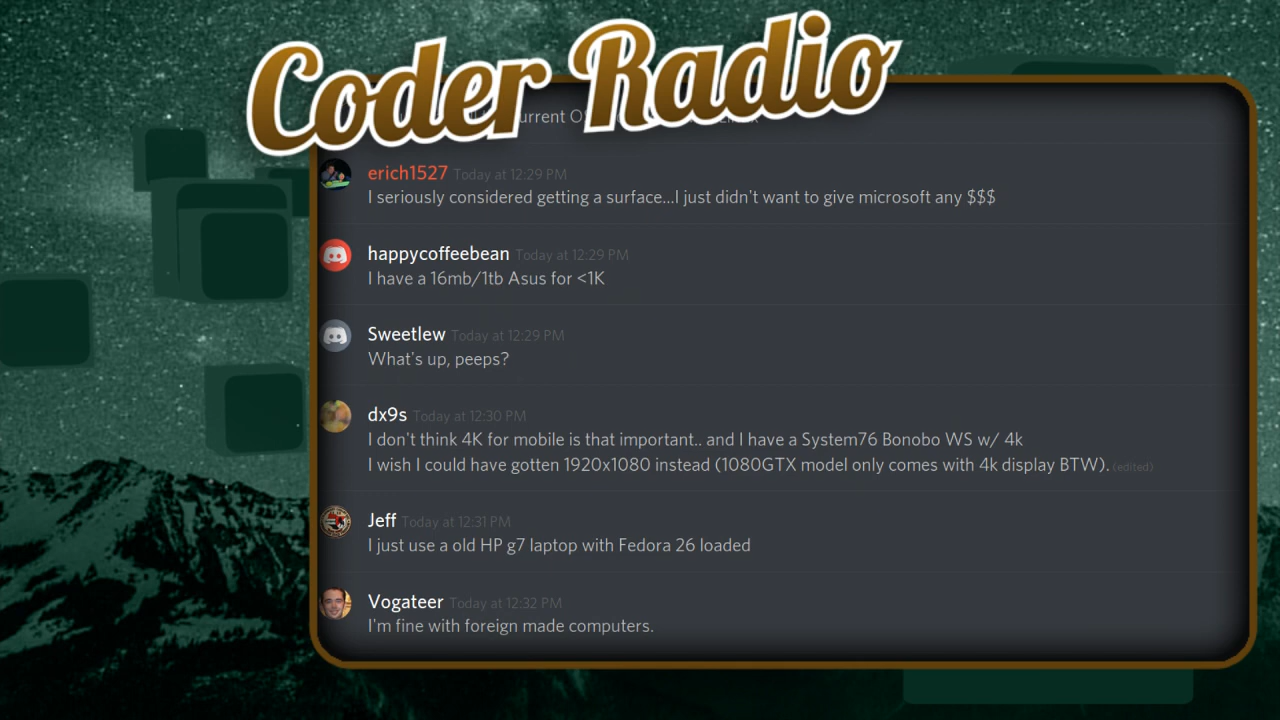 Coder Radio
urrent O
erich1527 Today at 12:29 PM
I seriously considered getting a surface...I just didn't want to give microsoft any $$$
happycoffeebean Today at 12:29 PM
I have a 16mb/1tb Asus for <1K
Sweetlew Today at 12:29 PM
What's up, peeps?
dx9s Today at 12:30 PM
I don't think 4K for mobile is that important.. and I have a System76 Bonobo WS w/ 4k
I wish I could have gotten 1920x1080 instead (1080GTX model only comes with 4k display BTW). (edited)
Jeff Today at 12:31 PM
I just use a old HP g7 laptop with Fedora 26 loaded
Vogateer Today at 12:32 PM
I'm fine with foreign made computers.